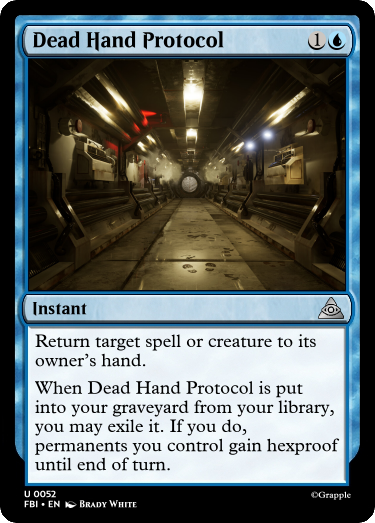 Dead Hand Protocol 1
Instant
Return target spell or creature to its
owner's hand.
When Dead Hand Protocol is put
into your graveyard from your library,
you may exile it. If you do,
permanents you control gain hexproof
until end of turn.
U 0052
FBI • EN Brady White
©Grapple